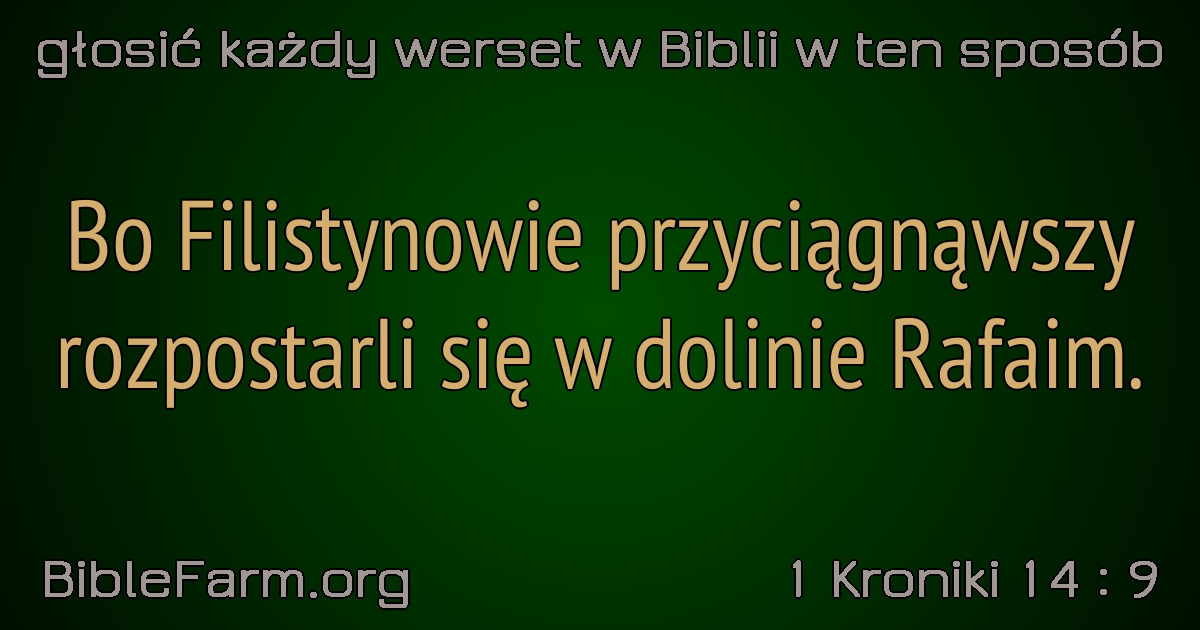 głosić każdy werset w Biblii w ten sposób
Bo Filistynowie przyciągnąwszy
rozpostarli się w dolinie Rafaim.
BibleFarm.org
1 Kroniki 14 : 9